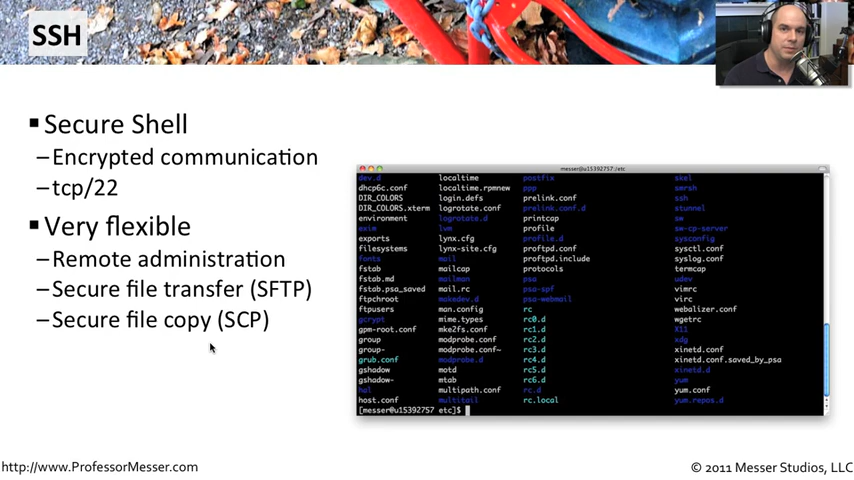 SSH
▪Secure Shell
–Encrypted communication
–tcp/22
▪Very flexible
–Remote administration
–Secure file transfer (SFTP)
–Secure file copy (SCP)
messer@u15392757:/etc
dev.d localtime postfix skel
dhcp6c.conf localtime.rpmnew ppp smrsh
DIR_COLORS login.defs prelink.conf ssh
DIR_COLORS.xterm logrotate.conf prelink.conf.d stunnel
environment logrotate.d printcap sw
exim lvm profile sw-cp-server
exports lynx.cfg profile.d sysconfig
filesystems lynx-site.cfg proftpd.conf sysctl.conf
fonts mail proftpd.include syslog.conf
fstab mailcap protocols termcap
fstab.md mailman psa udev
fstab.psa_saved mail.rc psa-spf vimrc
ftpchroot makedev.d psa-webmail virc
ftpusers man.config rc webalizer.conf
gcrypt mime.types rc0.d wgetrc
gpm-root.conf mke2fs.conf rc1.d X11
group modprobe.conf rc2.d xdg
group- modprobe.conf~ rc3.d xinetd.conf
grub.conf modprobe.d rc4.d xinetd.conf.saved_by_psa
gshadow motd rc5.d xinetd.d
gshadow- mtab rc6.d yum
hal multipath.conf rc.d yum.conf
host.conf multitail rc.local yum.repos.d
[messer@u15392757 etc]$
http://www.ProfessorMesser.com
© 2011 Messer Studios, LLC